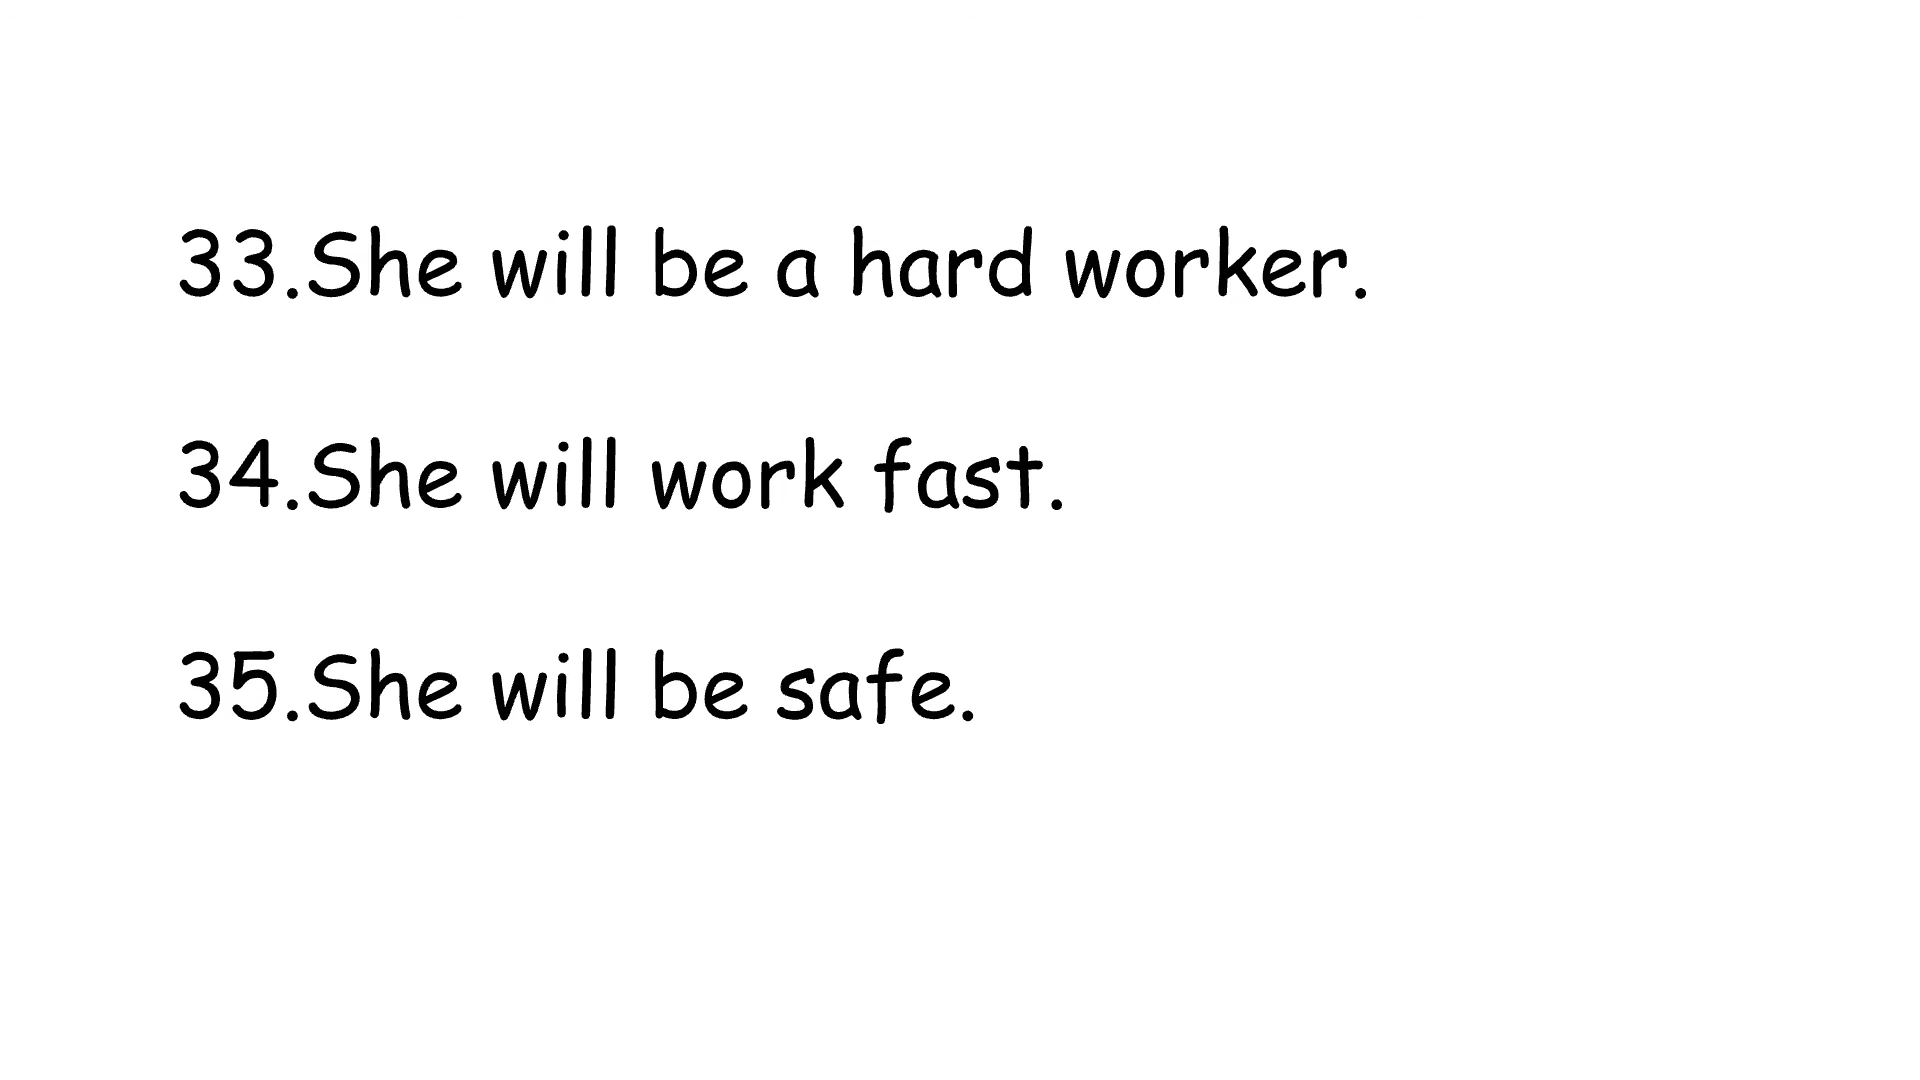 33.She will be a hard worker.
34.She will work fast.
35.She will be safe.